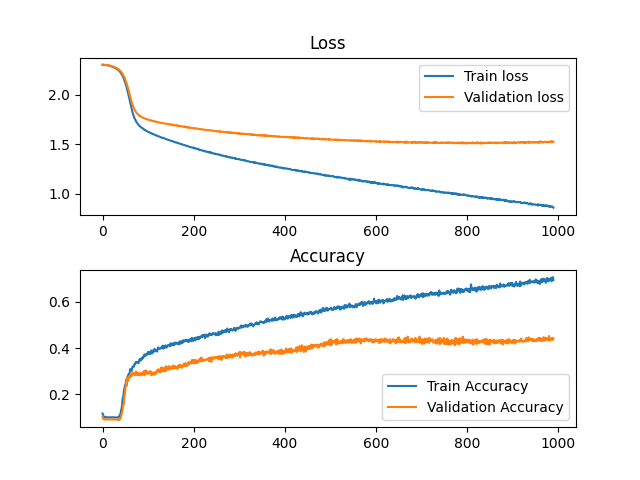 Loss
2.0
1.5
1.0
Train loss
Validation loss
0 200 400 600 800 1000
Accuracy
0.6
0.4
0.2
Train Accuracy
Validation Accuracy
0 200 400 600 800 1000